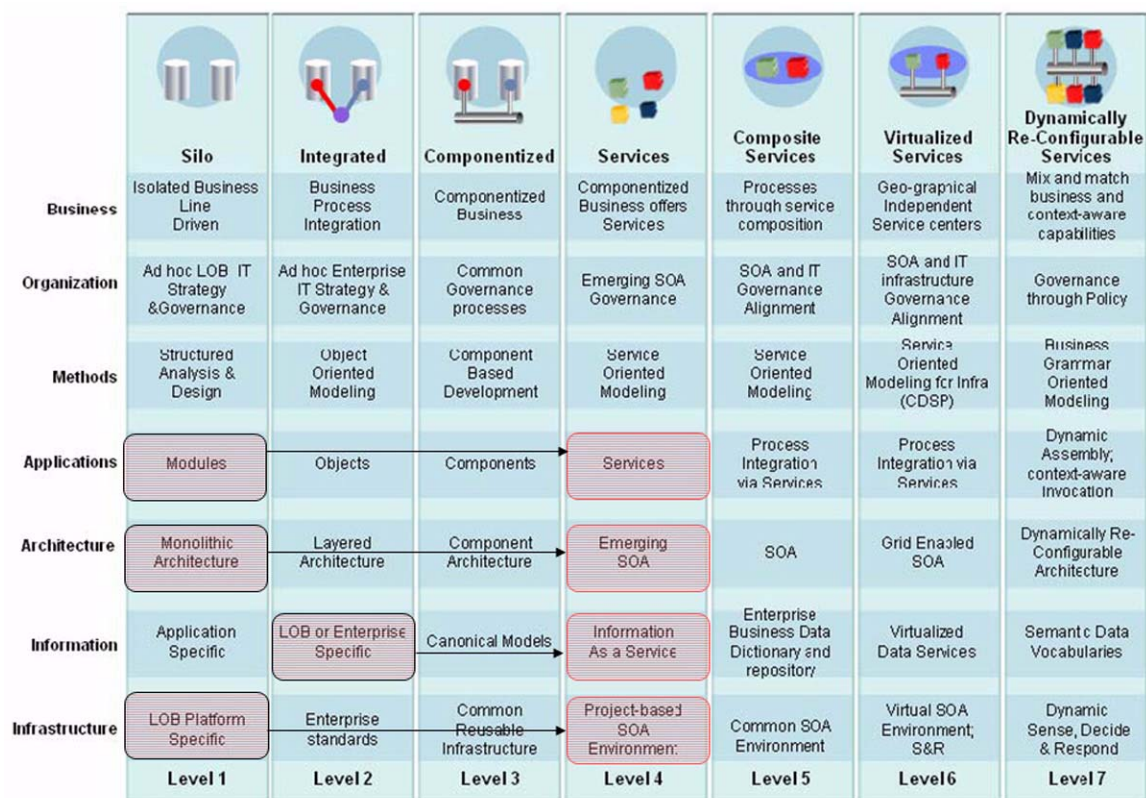 Silo
Integrated
Componentized
Services
Composite
Services
Virtualized
Services
Dynamically
Re-Configurable
Services
Business
Isolated Business
Line
Driven
Business
Process
Integration
Componentized
Business
Componentized
Business offers
Services
Processes
through service
composition
Geo-graphical
Independent
Service centers
Mix and match
business and
context-aware
capabilities
Organization
Ad hoc LOB IT
Strategy
&Governance
Ad hoc Enterprise
IT Strategy &
Governance
Common
Governance
processes
Emerging SOA
Governance
SOA and IT
Governance
Alignment
SOA and IT
infrastructure
Governance
Alignment
Governance
through Policy
Methods
Structured
Analysis &
Design
Object
Oriented
Modeling
Component
Based
Development
Service
Oriented
Modeling
Service
Oriented
Modeling
Service
Oriented
Modeling for Infra
(CDSP)
Business
Grammar
Oriented
Modeling
Applications
Modules
Objects
Components
Services
Process
Integration
via Services
Process
Integration via
Services
Dynamic
Assembly;
context-aware
Invocation
Architecture
Monolithic
Architecture
Layered
Architecture
Component
Architecture
Emerging
SOA
SOA
Grid Enabled
SOA
Dynamically Re-
Configurable
Architecture
Information
Application
Specific
LOB or Enterprise
Specific
Canonical Models
Information
As a Service
Enterprise
Business Data
Dictionary and
repository
Virtualized
Data Services
Semantic Data
Vocabularies
Infrastructure
LOB Platform
Specific
Enterprise
standards
Common
Reusable
Infrastructure
Project-based
SOA
Environment
Common SOA
Environment
Virtual SOA
Environment;
S&R
Dynamic
Sense, Decide
& Respond
Level 1
Level 2
Level 3
Level 4
Level 5
Level 6
Level 7